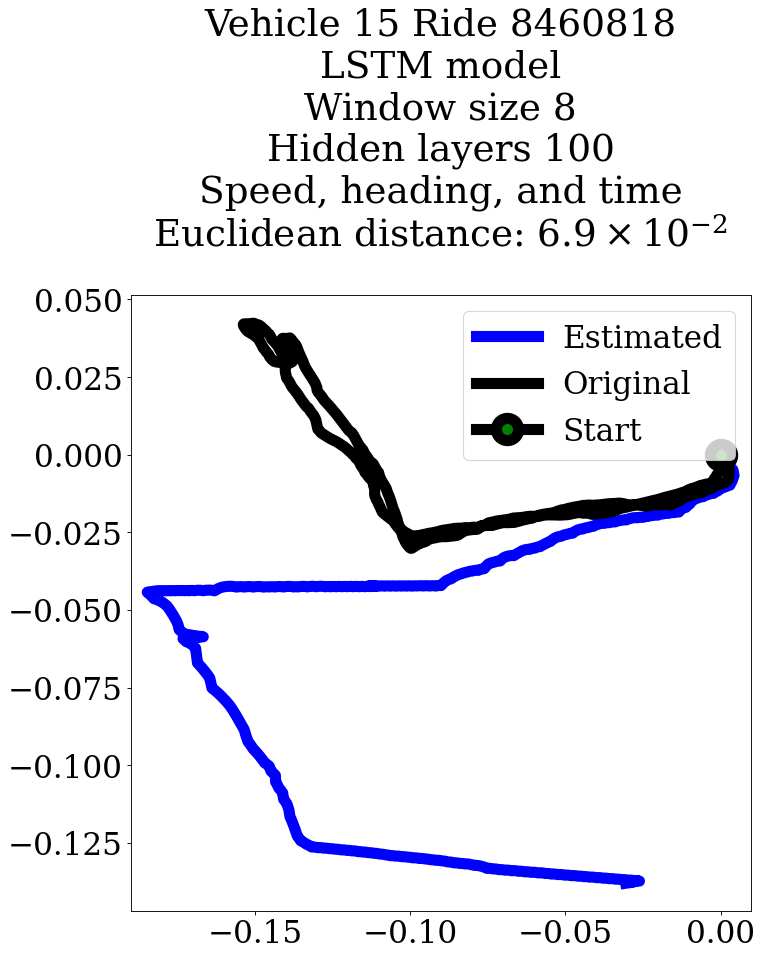 Vehicle 15 Ride 8460818
LSTM model
Window size 8
Hidden layers 100
Speed, heading, and time
Euclidean distance: 6.9 × 10⁻²
Estimated
Original
Start
0.050
0.025
0.000
−0.025
−0.050
−0.075
−0.100
−0.125
−0.15 −0.10 −0.05 0.00